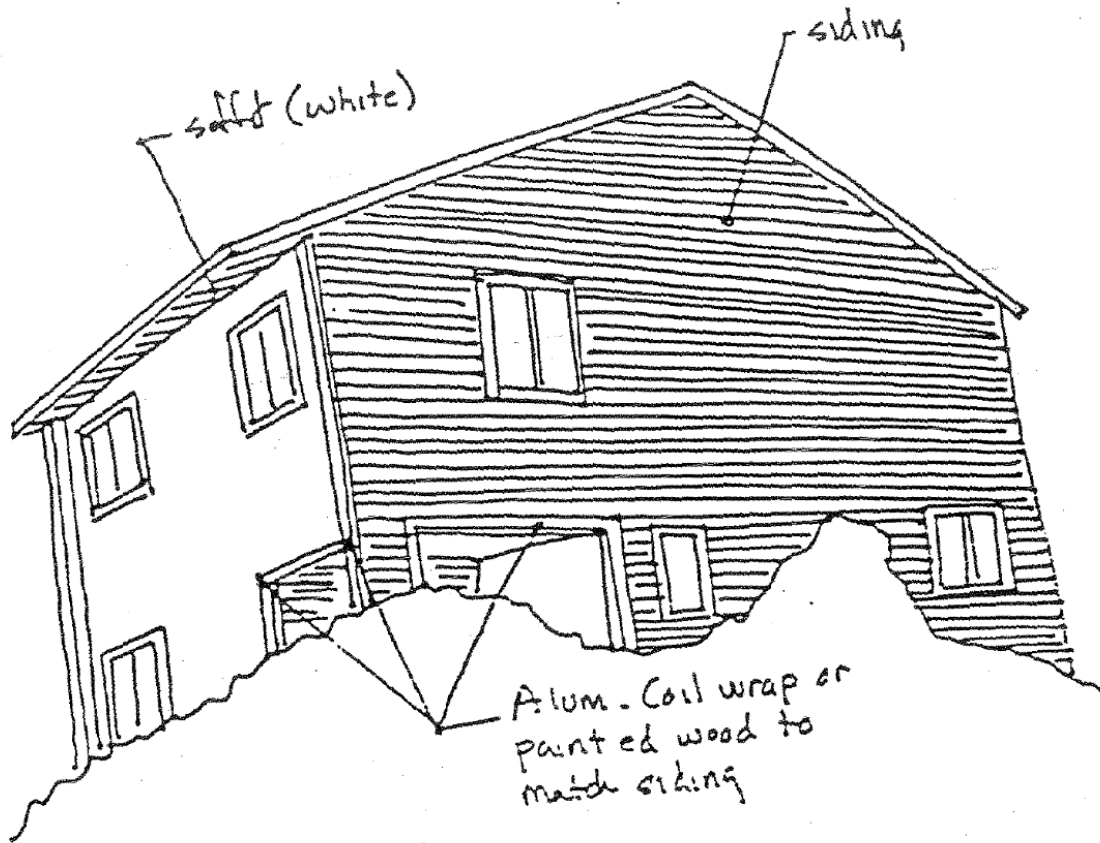 siding
soffit (white)
Alum. Coil wrap or
painted wood to
match siding